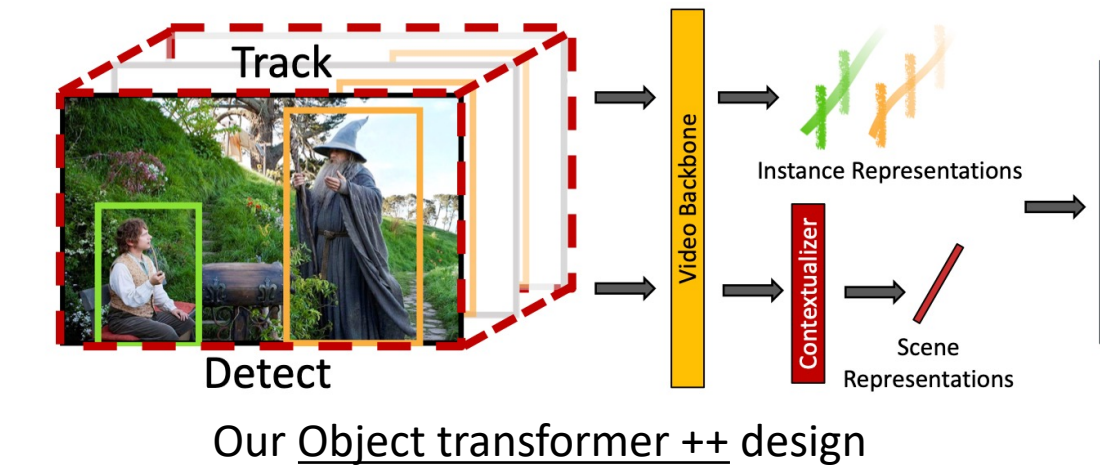 Track
Detect
Video Backbone
Instance Representations
Contextualizer
Scene
Representations
Our Object transformer ++ design